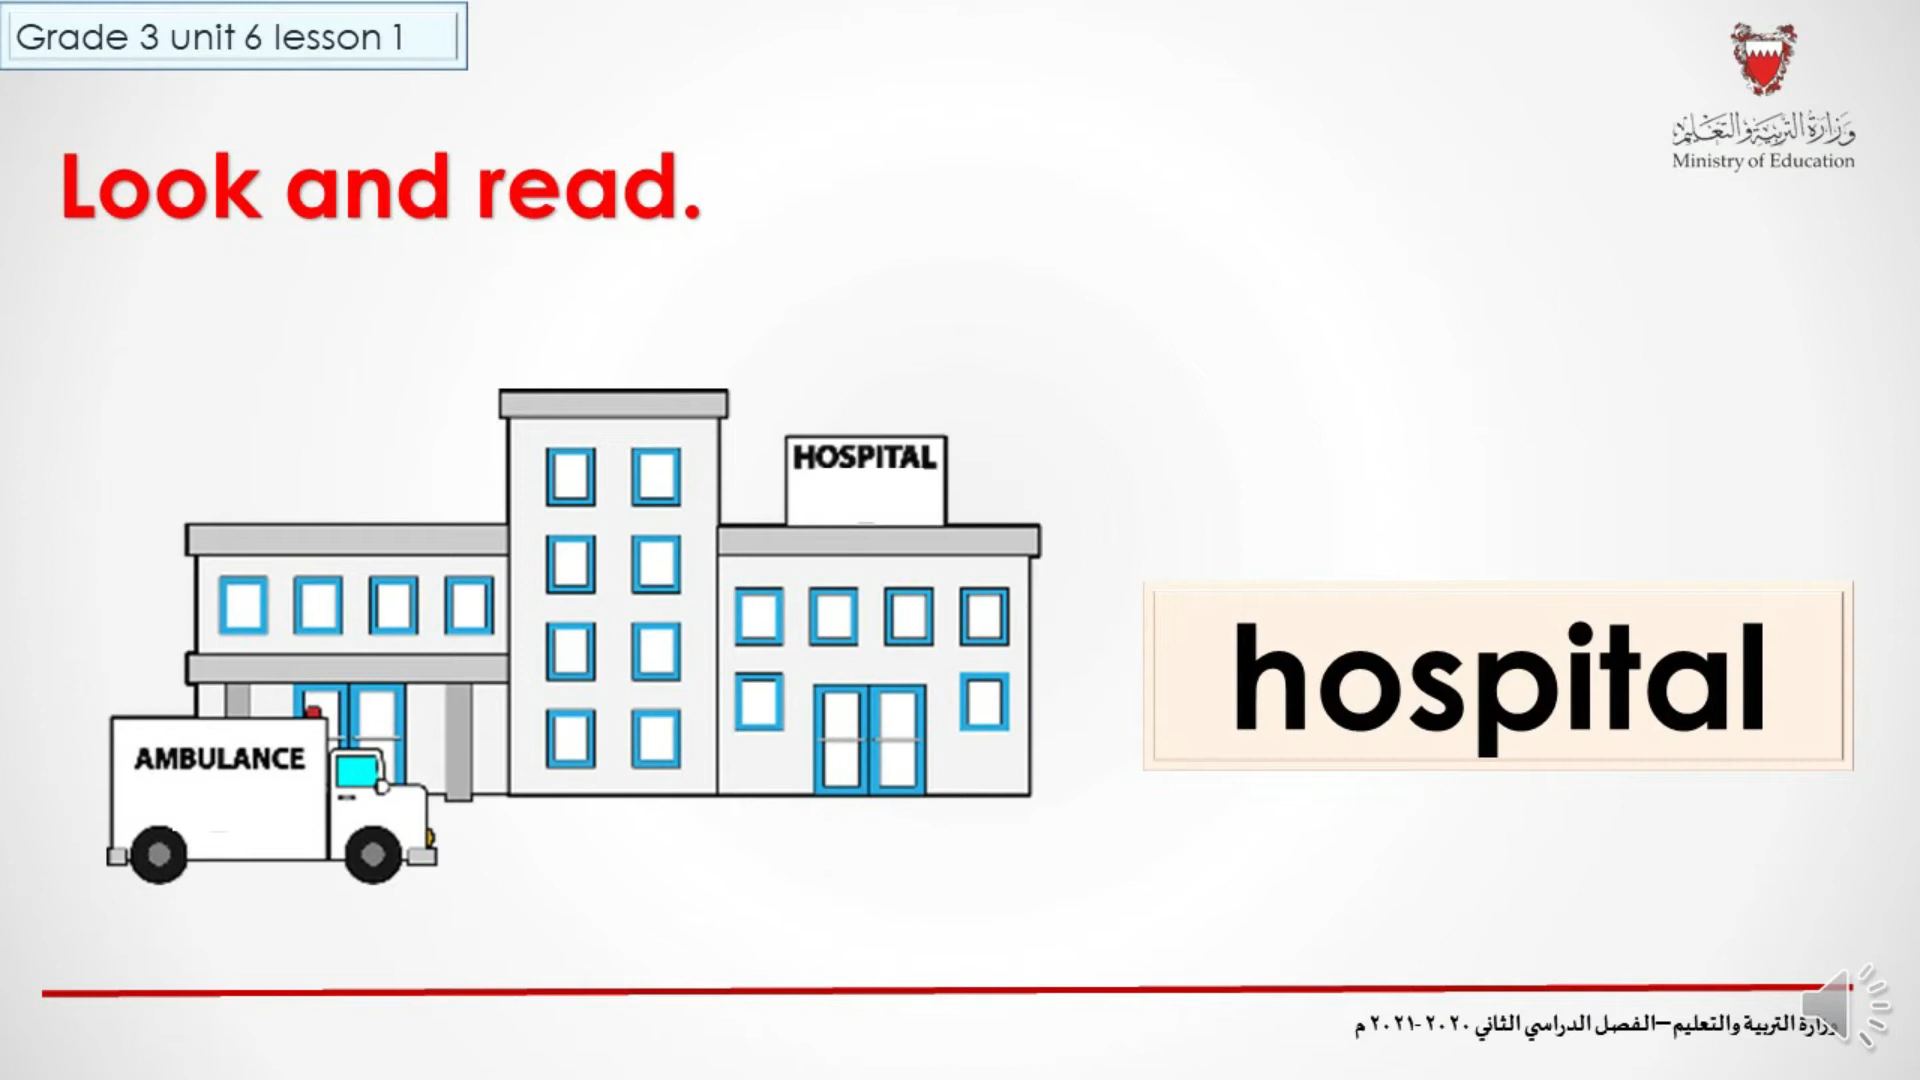 Grade 3 unit 6 lesson 1
وزارة التربية والتعليم
Ministry of Education
Look and read.
HOSPITAL
hospital
AMBULANCE
وزارة التربية والتعليم–الفصل الدراسي الثاني ٢٠٢٠-٢٠٢١ م